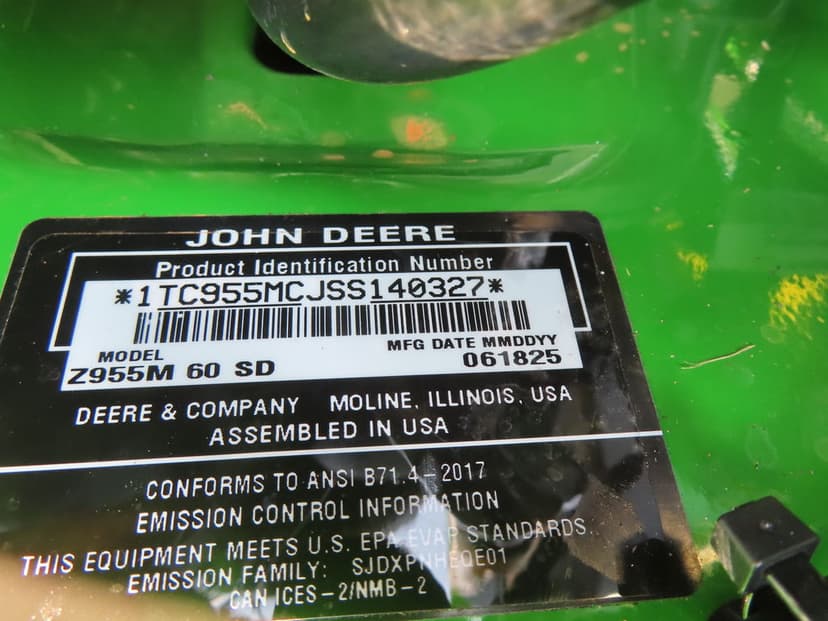 JOHN DEERE
Product Identification Number
*1TC955MCJSS140327*
MODEL MFG DATE MMDDYY
Z955M 60 SD 061825
DEERE & COMPANY MOLINE, ILLINOIS, USA
ASSEMBLED IN USA
CONFORMS TO ANSI B71.4-2017
EMISSION CONTROL INFORMATION
THIS EQUIPMENT MEETS U.S. EPA EVAP STANDARDS.
EMISSION FAMILY: SJDXPNHEQE01
CAN ICES-2/NMB-2